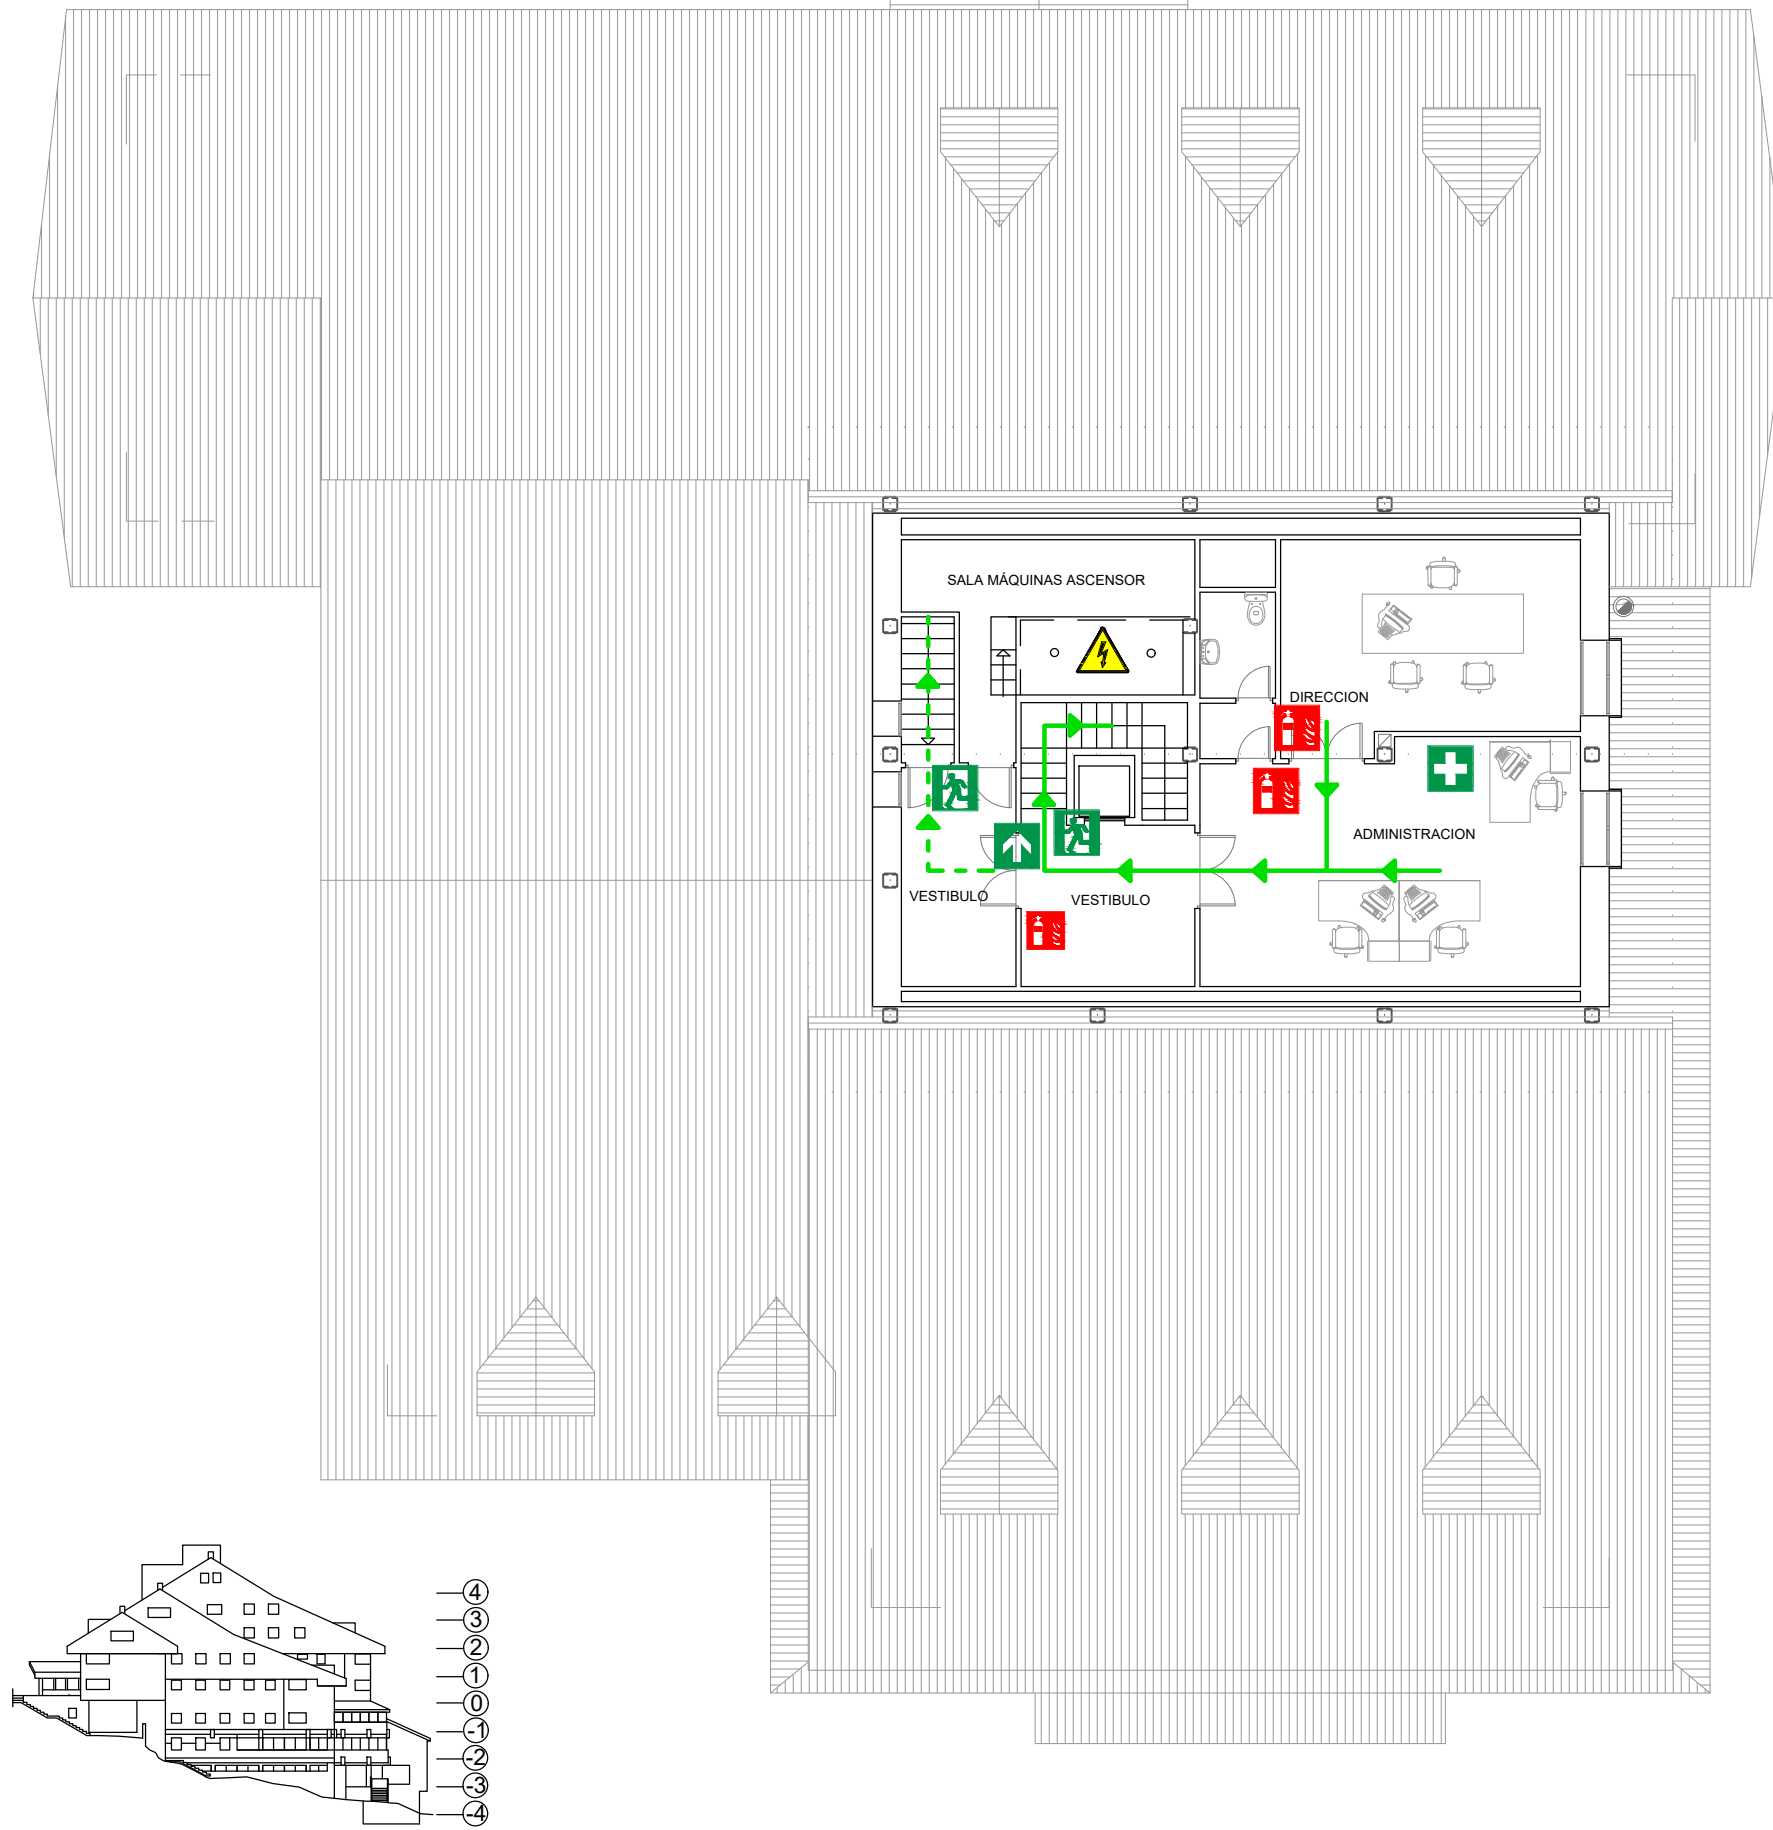 SALA MÁQUINAS ASCENSOR
DIRECCION
ADMINISTRACION
VESTIBULO
VESTIBULO
4
3
2
1
0
-1
-2
-3
-4